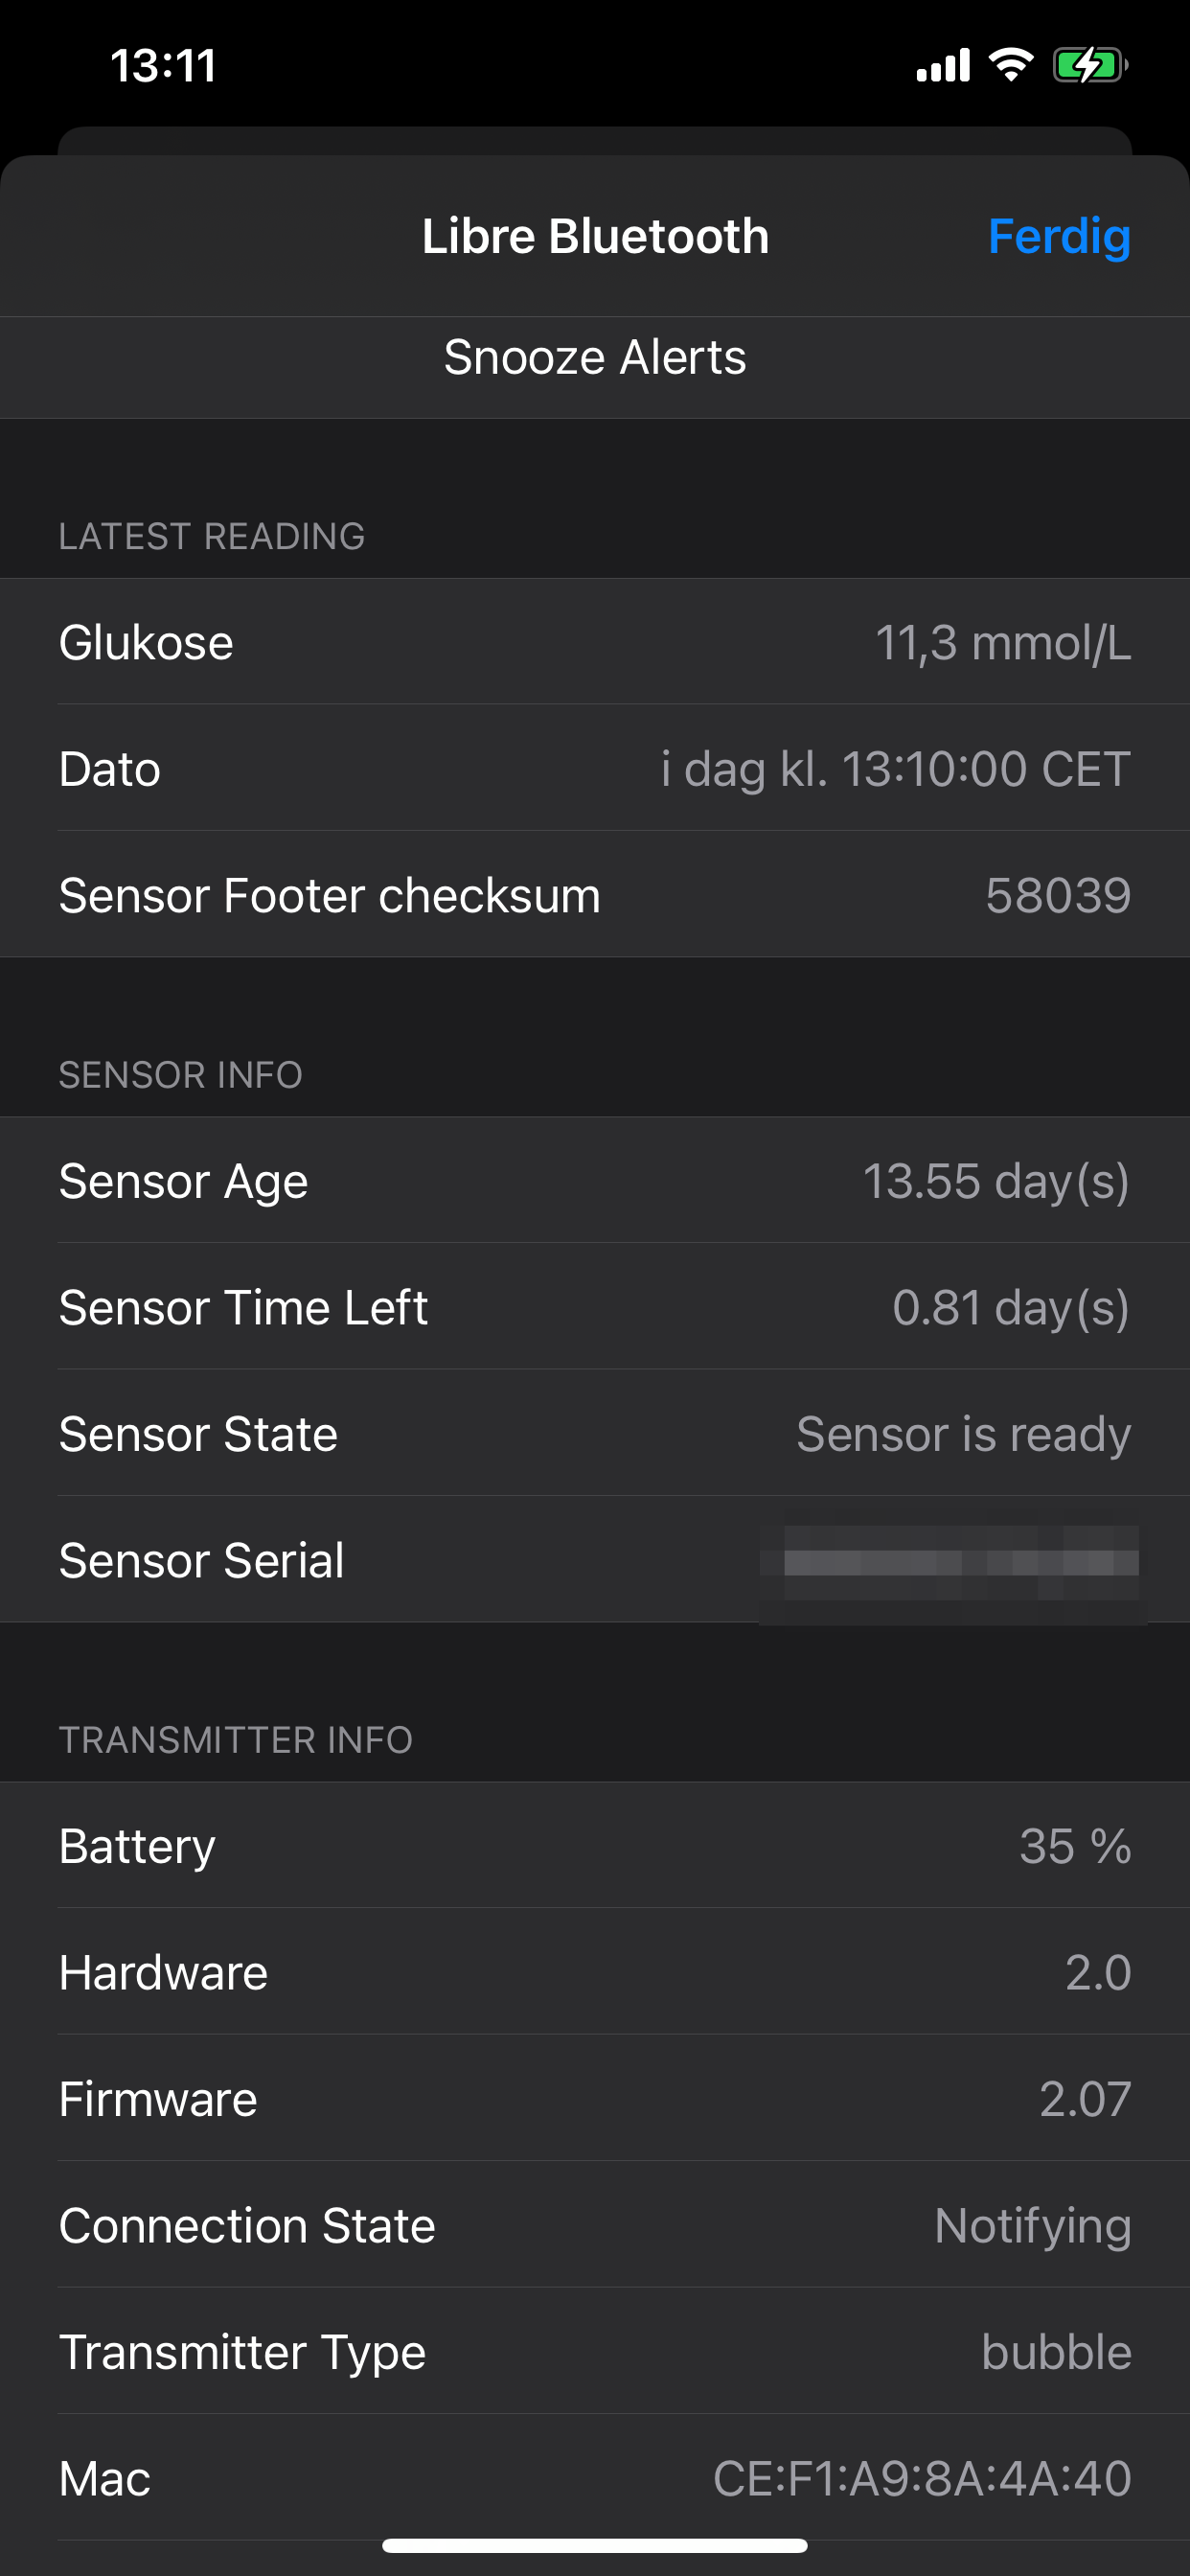 13:11
Libre Bluetooth
Ferdig
Snooze Alerts
LATEST READING
Glukose 11,3 mmol/L
Dato i dag kl. 13:10:00 CET
Sensor Footer checksum 58039
SENSOR INFO
Sensor Age 13.55 day(s)
Sensor Time Left 0.81 day(s)
Sensor State Sensor is ready
Sensor Serial
TRANSMITTER INFO
Battery 35 %
Hardware 2.0
Firmware 2.07
Connection State Notifying
Transmitter Type bubble
Mac CE:F1:A9:8A:4A:40